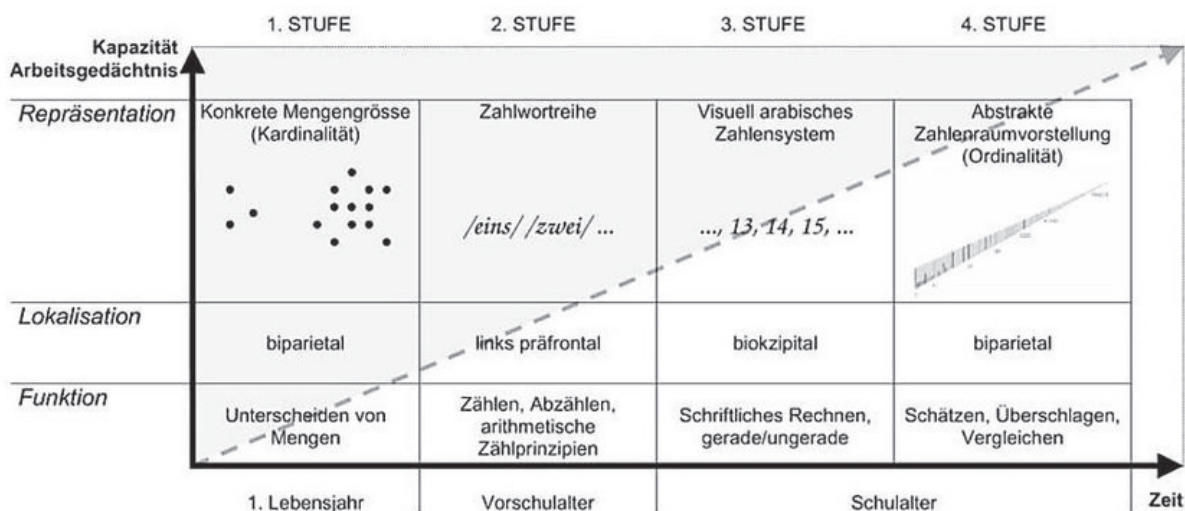 1. STUFE 2. STUFE 3. STUFE 4. STUFE
Kapazität
Arbeitsgedächtnis
Repräsentation
Konkrete Mengengrösse
(Kardinalität)
Zahlwortreihe
/eins/ /zwei/ ...
Visuell arabisches
Zahlensystem
..., 13, 14, 15, ...
Abstrakte
Zahlenraumvorstellung
(Ordinalität)
Lokalisation
biparietal
links präfrontal
biokzipital
biparietal
Funktion
Unterscheiden von
Mengen
Zählen, Abzählen,
arithmetische
Zählprinzipien
Schriftliches Rechnen,
gerade/ungerade
Schätzen, Überschlagen,
Vergleichen
1. Lebensjahr
Vorschulalter
Schulalter
Zeit